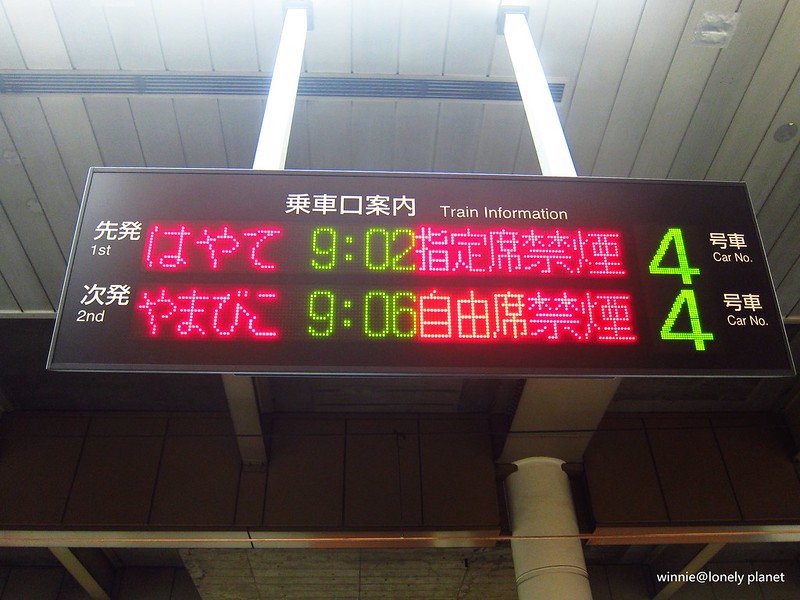 乗車口案内 Train Information
先発 はやて 9:02 指定席禁煙 4 号車
1st Car No.
次発 やまびこ 9:06 自由席禁煙 4 号車
2nd Car No.
winnie@lonely planet